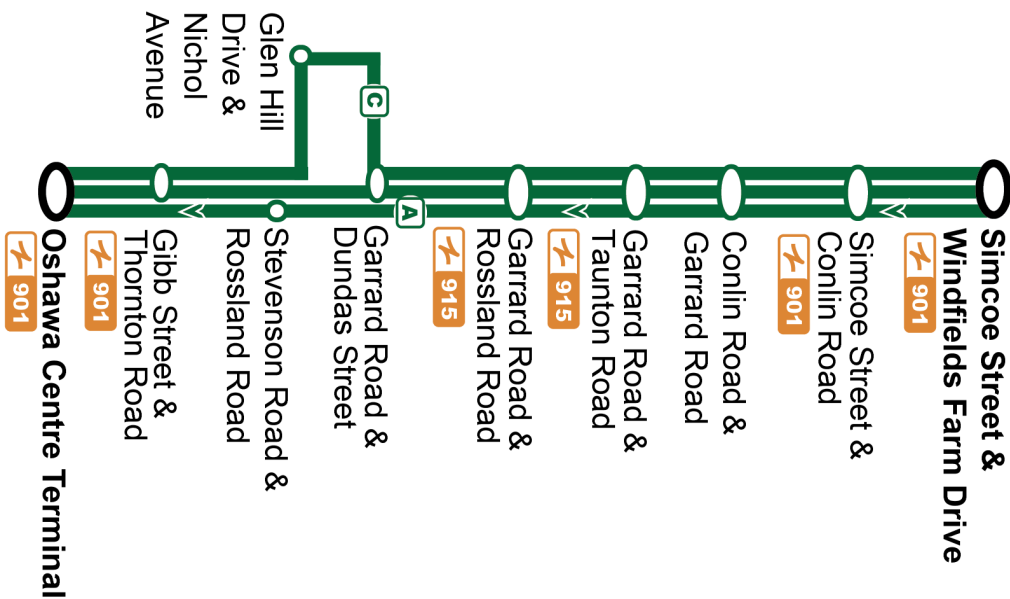 Simcoe Street &
Windfields Farm Drive
901
Simcoe Street &
Conlin Road
901
Conlin Road &
Garrard Road
Garrard Road &
Taunton Road
915
Garrard Road &
Rossland Road
915
A
C
Garrard Road &
Dundas Street
Stevenson Road &
Rossland Road
Glen Hill
Drive &
Nichol
Avenue
Gibb Street &
Thornton Road
901
Oshawa Centre Terminal
901